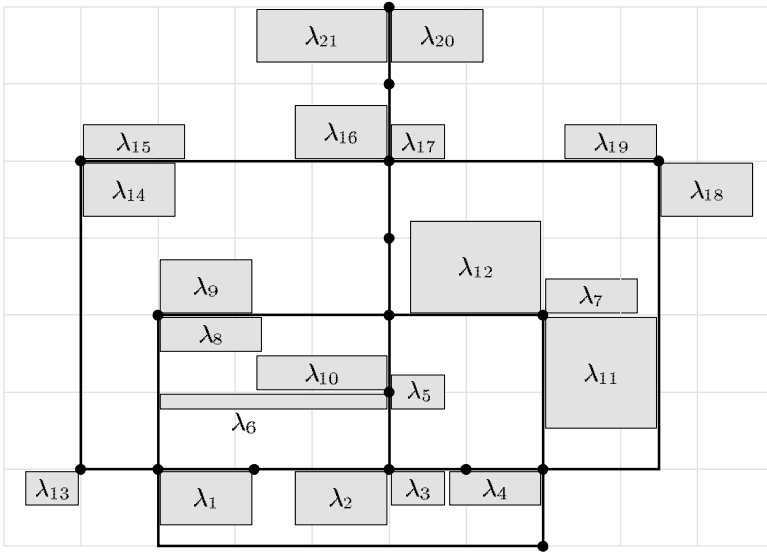 λ₂₁ λ₂₀
λ₁₅ λ₁₆ λ₁₇ λ₁₉
λ₁₄ λ₁₈
λ₁₂
λ₉ λ₇
λ₈
λ₁₀ λ₁₁
λ₅
λ₆
λ₁₃ λ₁ λ₂ λ₃ λ₄